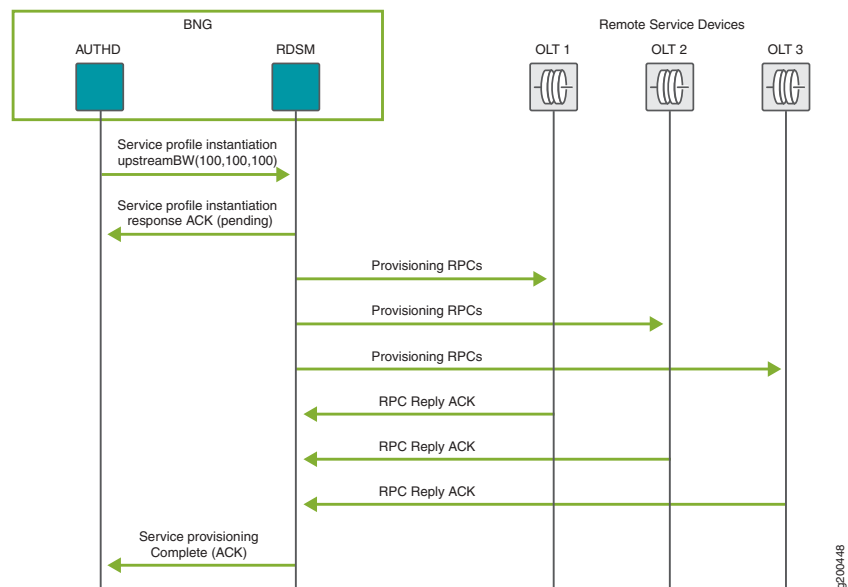 BNG
Remote Service Devices
AUTHD
RDSM
OLT 1
OLT 2
OLT 3
Service profile instantiation
upstreamBW(100,100,100)
Service profile instantiation
response ACK (pending)
Provisioning RPCs
Provisioning RPCs
Provisioning RPCs
RPC Reply ACK
RPC Reply ACK
RPC Reply ACK
Service provisioning
Complete (ACK)
g200448